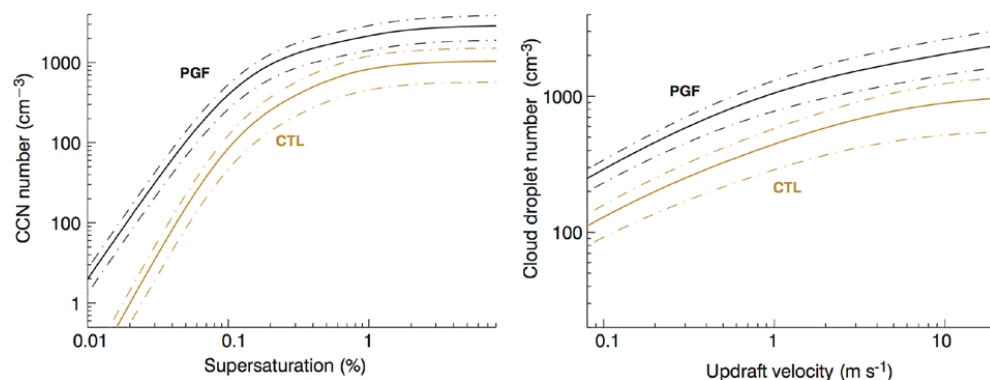 CCN number (cm⁻³)
1000
100
100
1
PGF
CTL
0.01
0.1
1
Supersaturation (%)
Cloud droplet number (cm⁻³)
1000
100
PGF
CTL
0.1
1
10
Updraft velocity (m s⁻¹)